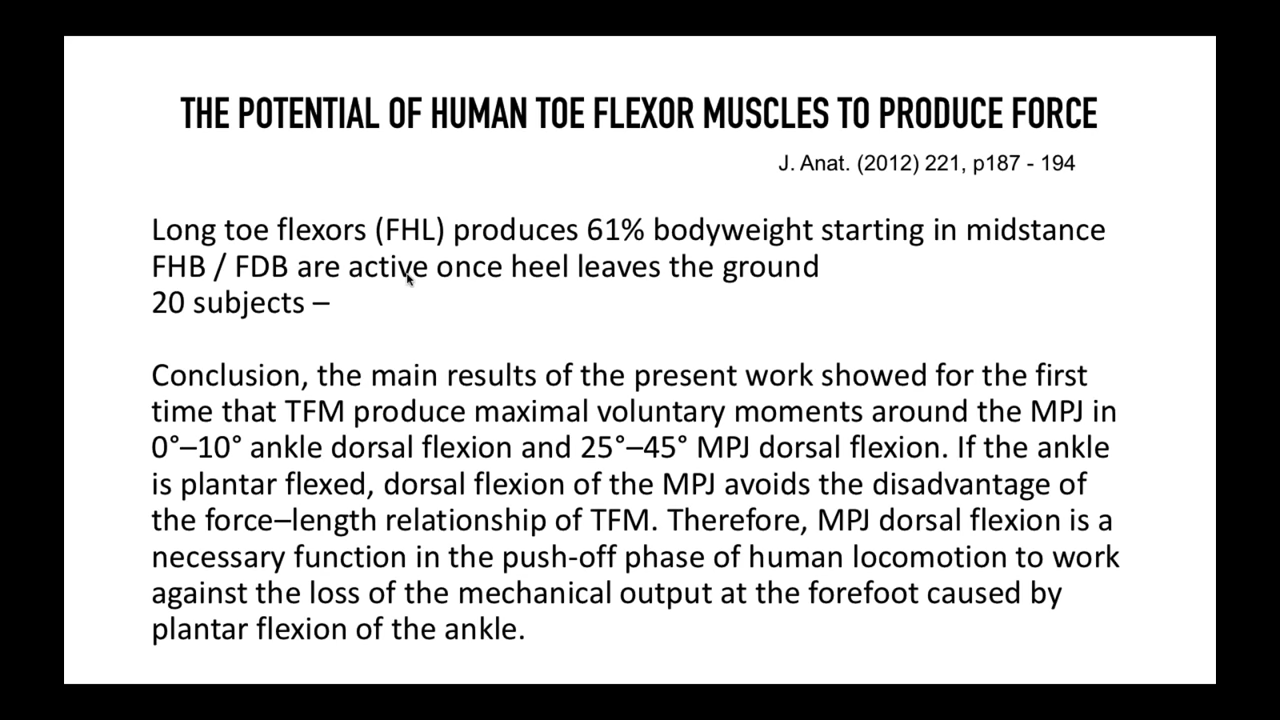 THE POTENTIAL OF HUMAN TOE FLEXOR MUSCLES TO PRODUCE FORCE
J. Anat. (2012) 221, p187 - 194
Long toe flexors (FHL) produces 61% bodyweight starting in midstance
FHB / FDB are active once heel leaves the ground
20 subjects –
Conclusion, the main results of the present work showed for the first
time that TFM produce maximal voluntary moments around the MPJ in
0°–10° ankle dorsal flexion and 25°–45° MPJ dorsal flexion. If the ankle
is plantar flexed, dorsal flexion of the MPJ avoids the disadvantage of
the force–length relationship of TFM. Therefore, MPJ dorsal flexion is a
necessary function in the push-off phase of human locomotion to work
against the loss of the mechanical output at the forefoot caused by
plantar flexion of the ankle.